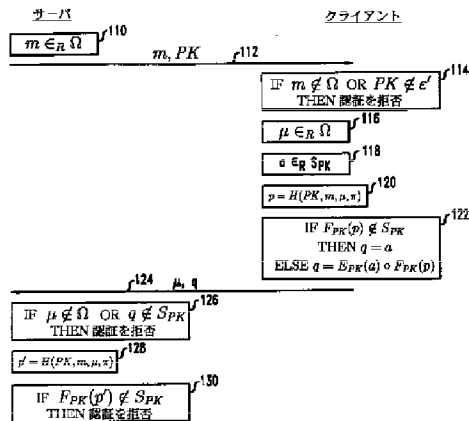 サーバ
クライアント
m ∈R Ω
110
m, PK
112
114
IF m ∉ Ω OR PK ∉ ε'
THEN 認証を拒否
116
μ ∈R Ω
118
a ∈R SPK
120
p = H(PK, m, μ, π)
122
IF FPK(p) ∉ SPK
THEN q = a
ELSE q = EPK(a) ∘ FPK(p)
124
μ, q
126
IF μ ∉ Ω OR q ∉ SPK
THEN 認証を拒否
128
p' = H(PK, m, μ, π)
130
IF FPK(p') ∉ SPK
THEN 認証を拒否